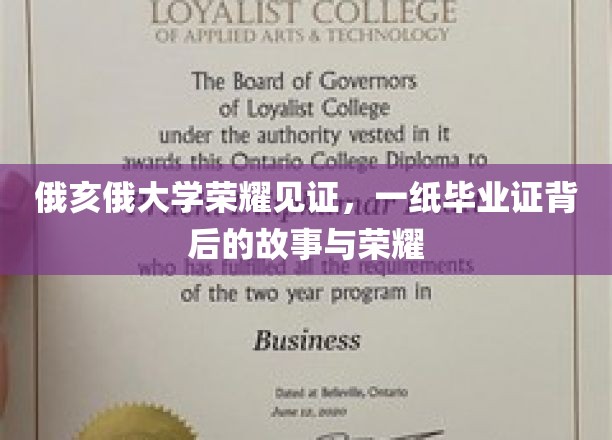 LOYALIST COLLEGE
OF APPLIED ARTS & TECHNOLOGY
The Board of Governors
of Loyalist College
under the authority vested in it
awards this Ontario College Diploma to
俄亥俄大学荣耀见证，一纸毕业证背
后的故事与荣耀
who has fulfilled all the requirements
of the two year program in
Business
Dated at Belleville, Ontario
June 12, 2020